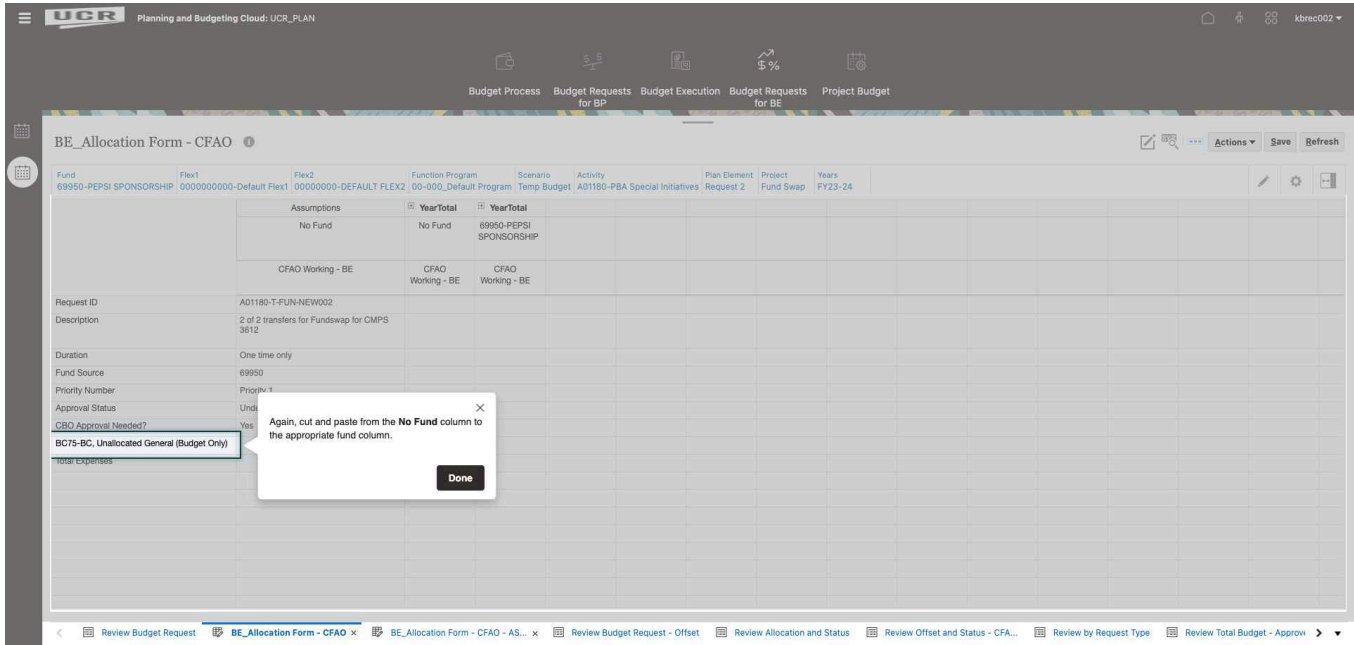 UCR Planning and Budgeting Cloud: UCR_PLAN kbrec002
Budget Process Budget Requests for BP Budget Execution Budget Requests for BE Project Budget
BE_Allocation Form - CFAO
Actions Save Refresh
Fund Flex1 Flex2 Function Program Scenario Activity Plan Element Project Years
69950-PEPSI SPONSORSHIP 0000000000-Default Flex1 00000000-DEFAULT FLEX2 00-000_Default Program Temp Budget A01180-PBA Special Initiatives Request 2 Fund Swap FY23-24
Assumptions YearTotal YearTotal
No Fund No Fund 69950-PEPSI
SPONSORSHIP
CFAO Working - BE CFAO CFAO
Working - BE Working - BE
Request ID A01180-T-FUN-NEW002
Description 2 of 2 transfers for Fundswap for CMPS
3612
Duration One time only
Fund Source 69950
Priority Number Priority 1
Approval Status Unde
CBO Approval Needed? Yes
BC75-BC, Unallocated General (Budget Only)
Total Expenses
Again, cut and paste from the No Fund column to
the appropriate fund column.
Done
Review Budget Request BE_Allocation Form - CFAO BE_Allocation Form - CFAO - AS... Review Budget Request - Offset Review Allocation and Status Review Offset and Status - CFA... Review by Request Type Review Total Budget - Approv